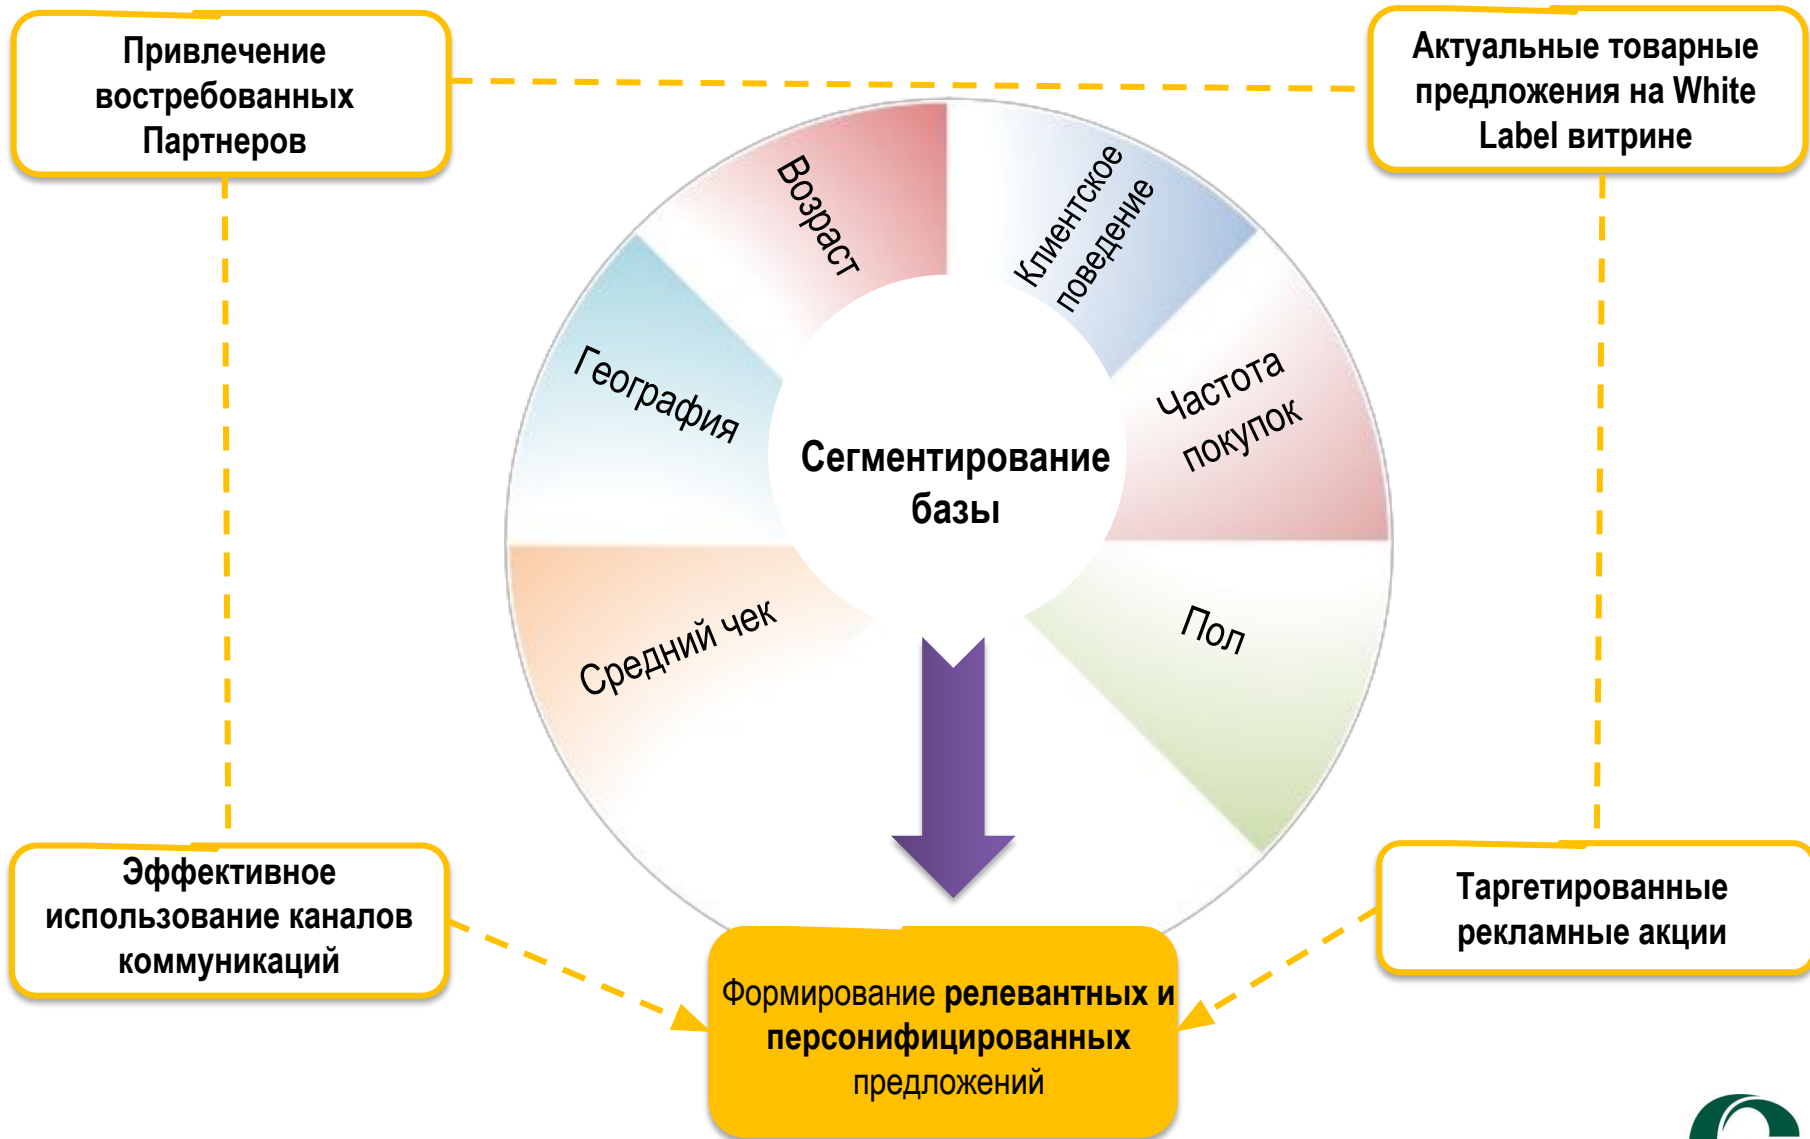 Привлечение
востребованных
Партнеров
Актуальные товарные
предложения на White
Label витрине
Возраст
Клиентское
поведение
География
Частота
покупок
Сегментирование
базы
Средний чек
Пол
Эффективное
использование каналов
коммуникаций
Таргетированные
рекламные акции
Формирование релевантных и
персонифицированных
предложений